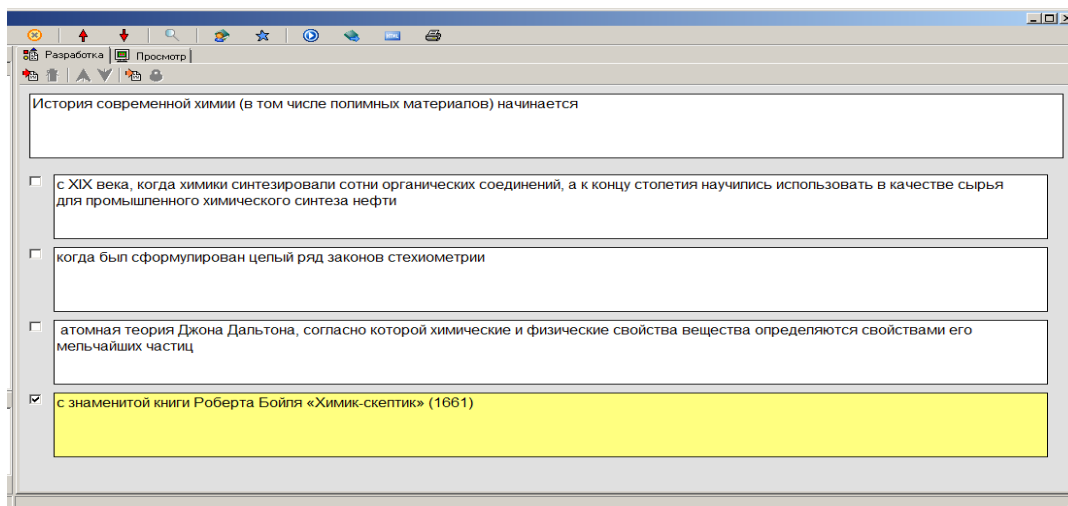 Разработка
Просмотр
История современной химии (в том числе полимных материалов) начинается
с XIX века, когда химики синтезировали сотни органических соединений, а к концу столетия научились использовать в качестве сырья
для промышленного химического синтеза нефти
когда был сформулирован целый ряд законов стехиометрии
атомная теория Джона Дальтона, согласно которой химические и физические свойства вещества определяются свойствами его
мельчайших частиц
с знаменитой книги Роберта Бойля «Химик-скептик» (1661)